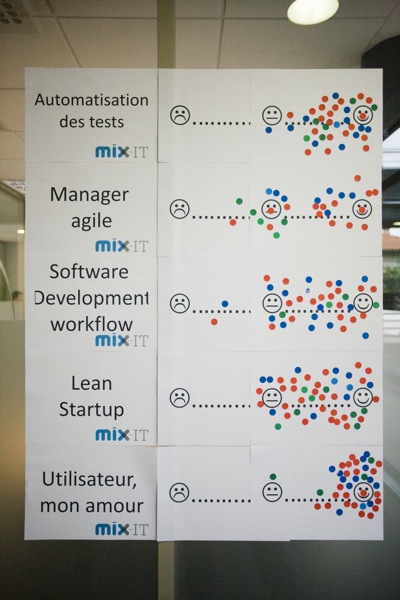 Automatisation
des tests
mix-IT
Manager
agile
mix-IT
Software
Development
workflow
mix-IT
Lean
Startup
mix-IT
Utilisateur,
mon amour
mix-IT